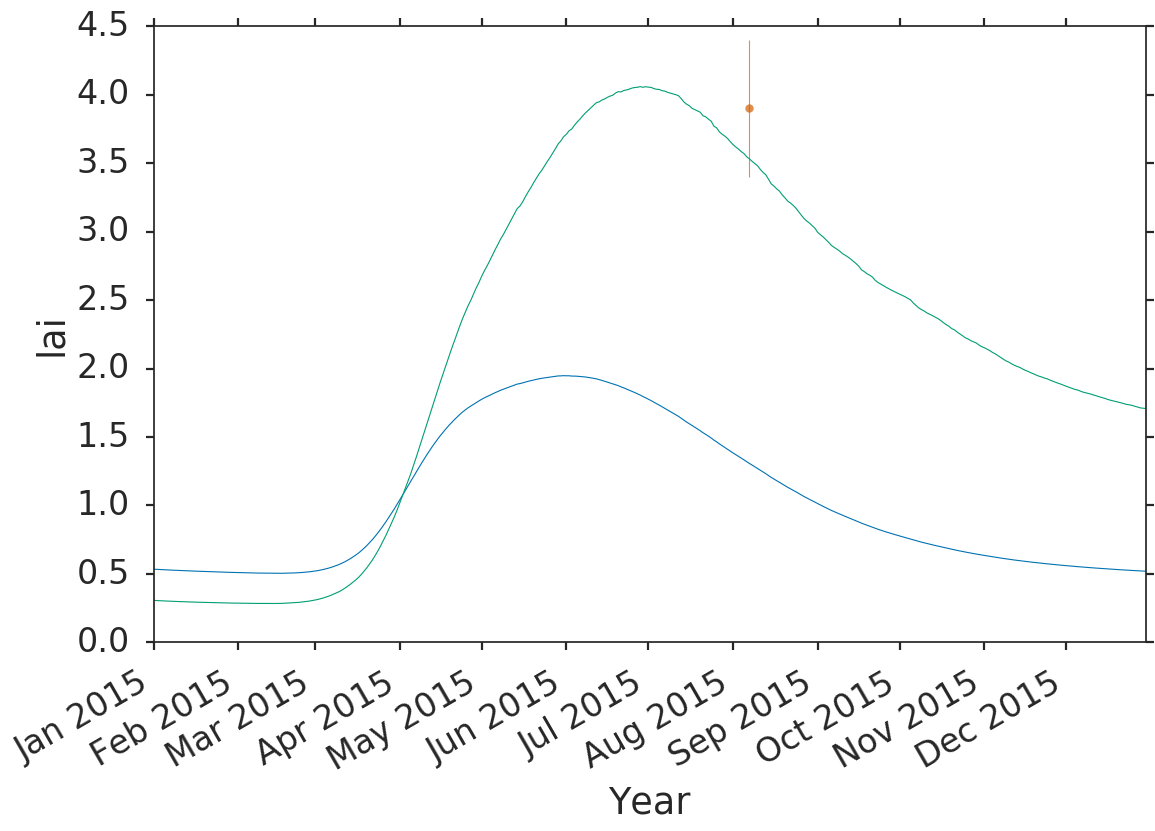 4.5
4.0
3.5
3.0
2.5
2.0
1.5
1.0
0.5
0.0
lai
Jan 2015
Feb 2015
Mar 2015
Apr 2015
May 2015
Jun 2015
Jul 2015
Aug 2015
Sep 2015
Oct 2015
Nov 2015
Dec 2015
Year